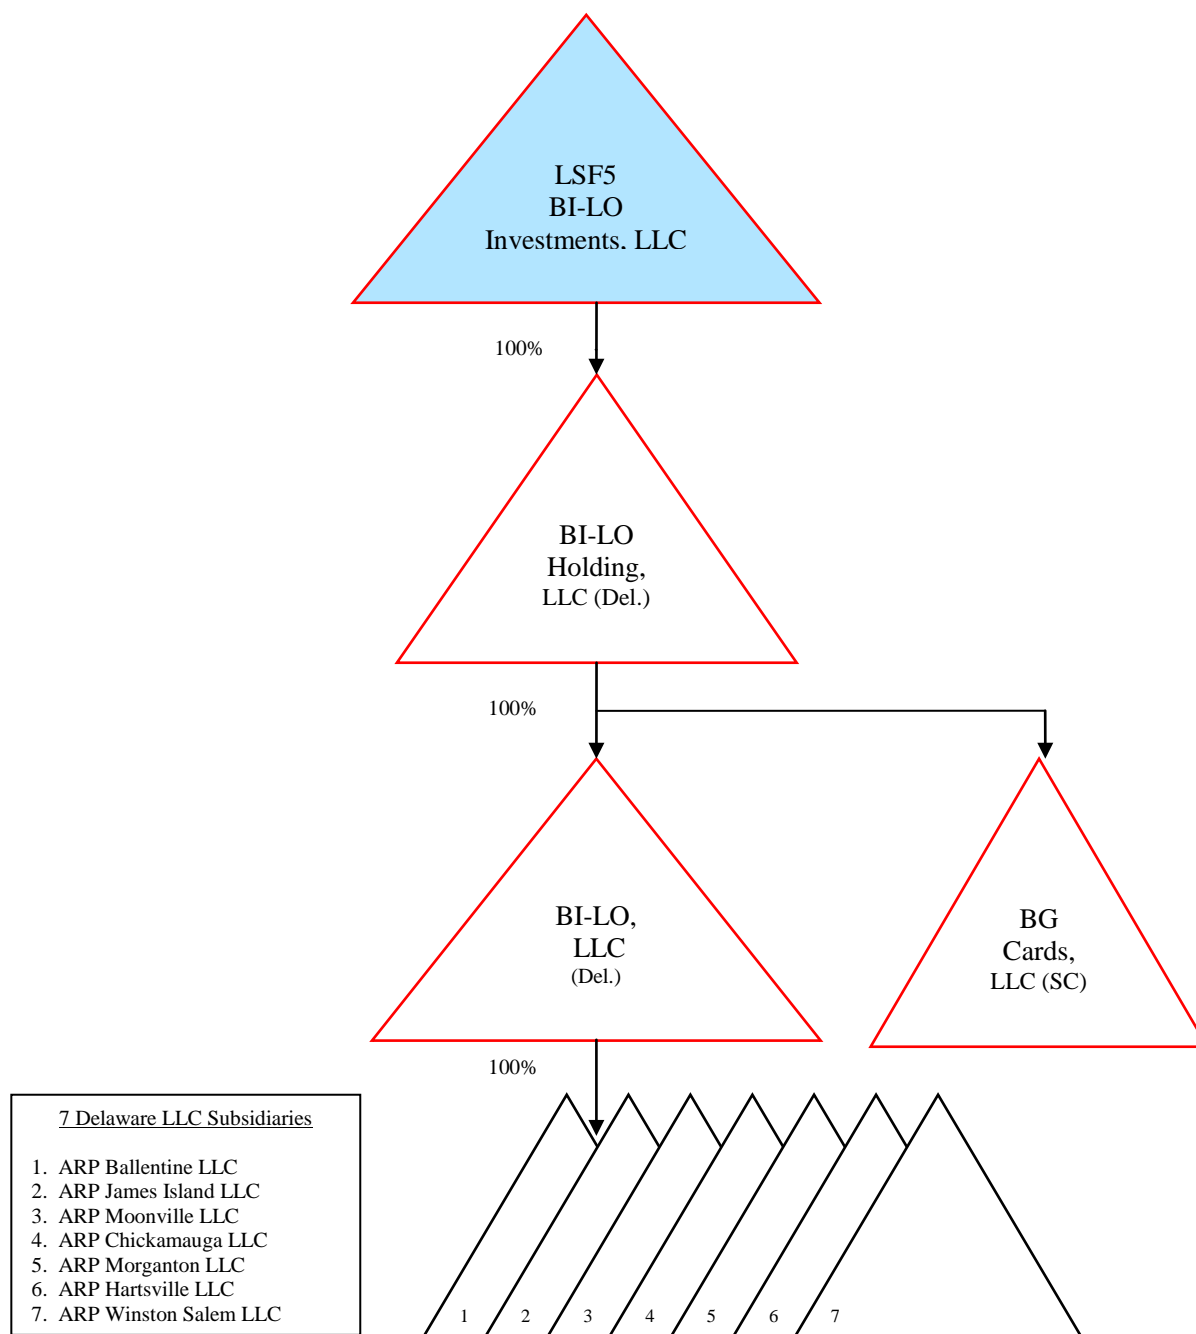 LSF5
BI-LO
Investments, LLC
100%
BI-LO
Holding,
LLC (Del.)
100%
BI-LO,
LLC
(Del.)
BG
Cards,
LLC (SC)
100%
7 Delaware LLC Subsidiaries
1. ARP Ballentine LLC
2. ARP James Island LLC
3. ARP Moonville LLC
4. ARP Chickamauga LLC
5. ARP Morganton LLC
6. ARP Hartsville LLC
7. ARP Winston Salem LLC
1 2 3 4 5 6 7